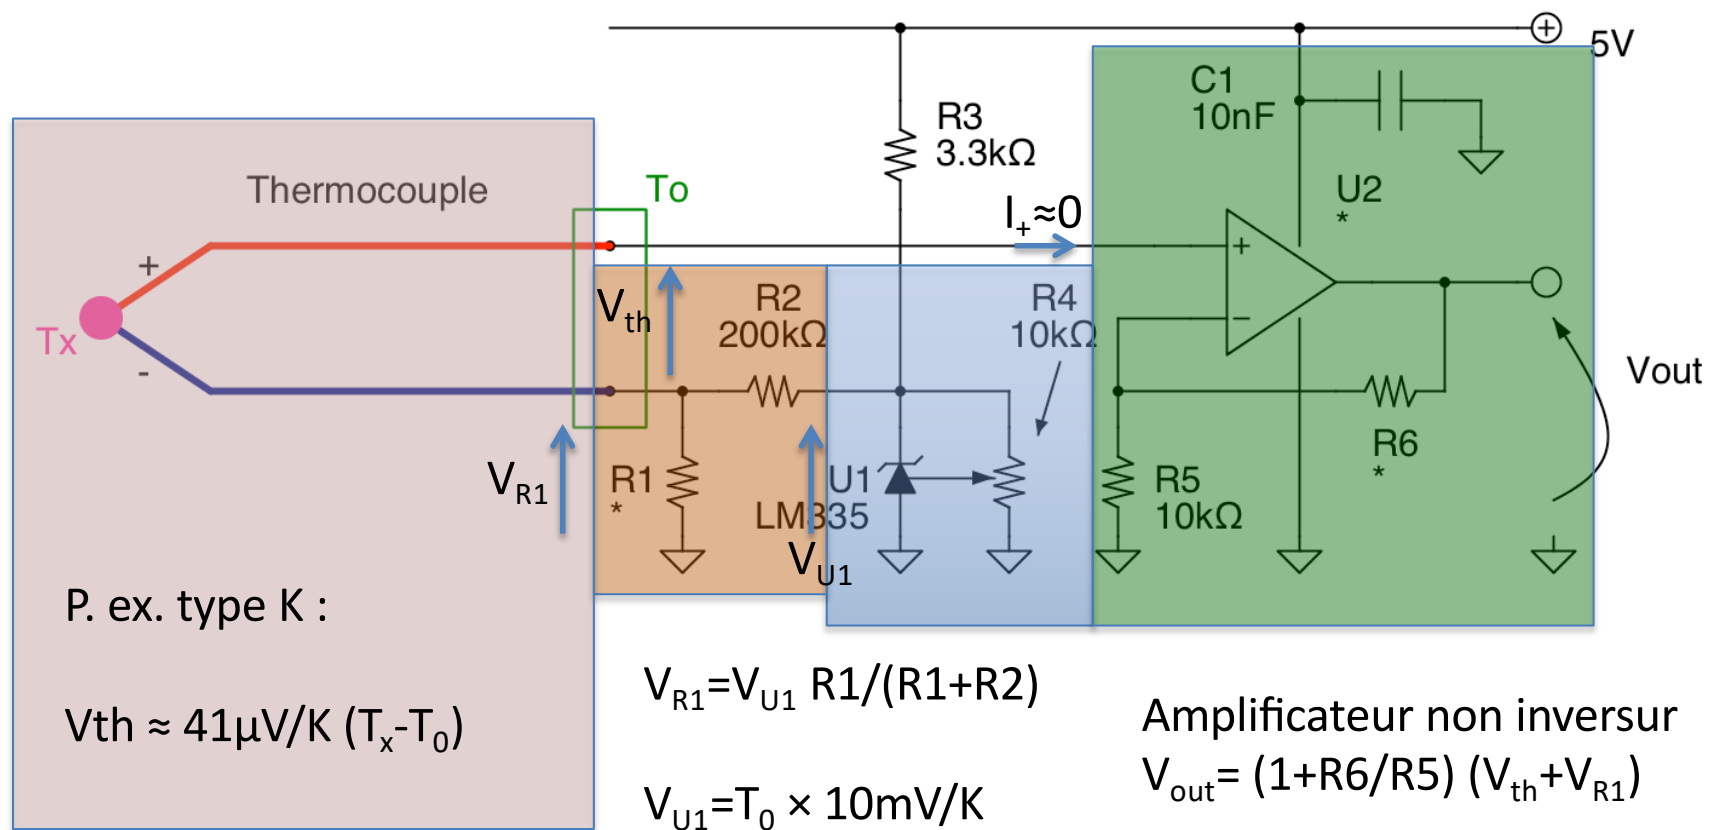 5V
C1
10nF
R3
3.3kΩ
Thermocouple
To
U2
*
I+≈0
+
+
Vth
R2
200kΩ
R4
10kΩ
Tx
-
−
Vout
R6
*
VR1
R1
*
U1
LM335
R5
10kΩ
VU1
P. ex. type K :
VR1=VU1 R1/(R1+R2)
Vth ≈ 41µV/K (Tx-T0)
Amplificateur non inversur
Vout= (1+R6/R5) (Vth+VR1)
VU1=T0 × 10mV/K